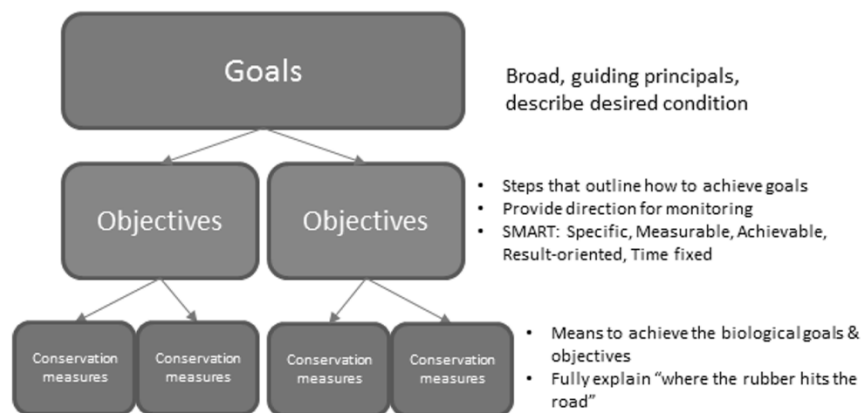 Goals
Broad, guiding principals,
describe desired condition
Objectives
Objectives
• Steps that outline how to achieve goals
• Provide direction for monitoring
• SMART: Specific, Measurable, Achievable,
Result-oriented, Time fixed
Conservation
measures
Conservation
measures
Conservation
measures
Conservation
measures
• Means to achieve the biological goals &
objectives
• Fully explain “where the rubber hits the
road”